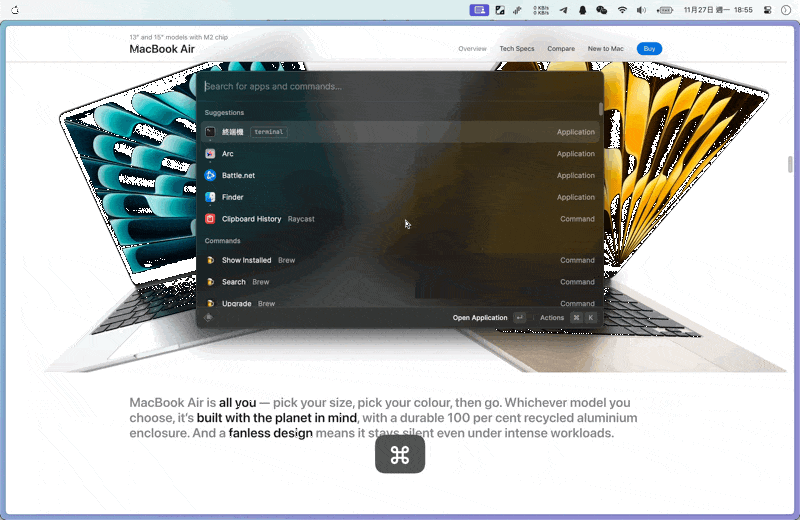 0 KB/s
0 KB/s
11月27日 週一 18:55
13" and 15" models with M2 chip
MacBook Air
Overview Tech Specs Compare New to Mac Buy
Search for apps and commands...
Suggestions
終端機 terminal Application
Arc Application
Battle.net Application
Finder Application
Clipboard History Raycast Command
Commands
Show Installed Brew Command
Search Brew Command
Upgrade Brew Command
Open Application ↵ Actions ⌘ K
MacBook Air is all you — pick your size, pick your colour, then go. Whichever model you
choose, it's built with the planet in mind, with a durable 100 per cent recycled aluminium
enclosure. And a fanless design means it stays silent even under intense workloads.
⌘